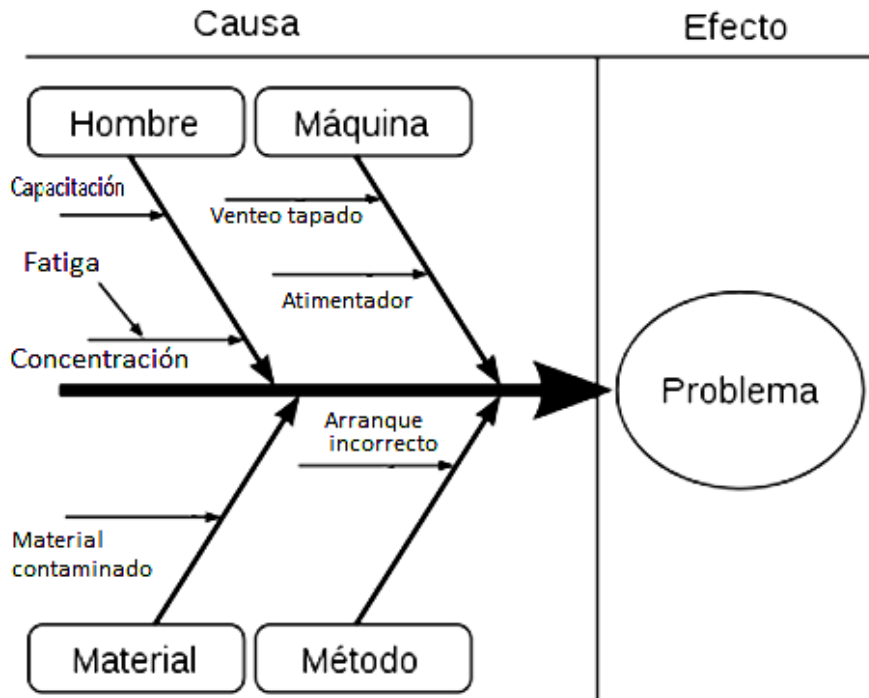 Causa
Efecto
Hombre
Máquina
Capacitación
Venteo tapado
Fatiga
Atimentador
Concentración
Problema
Arranque
incorrecto
Material
contaminado
Material
Método